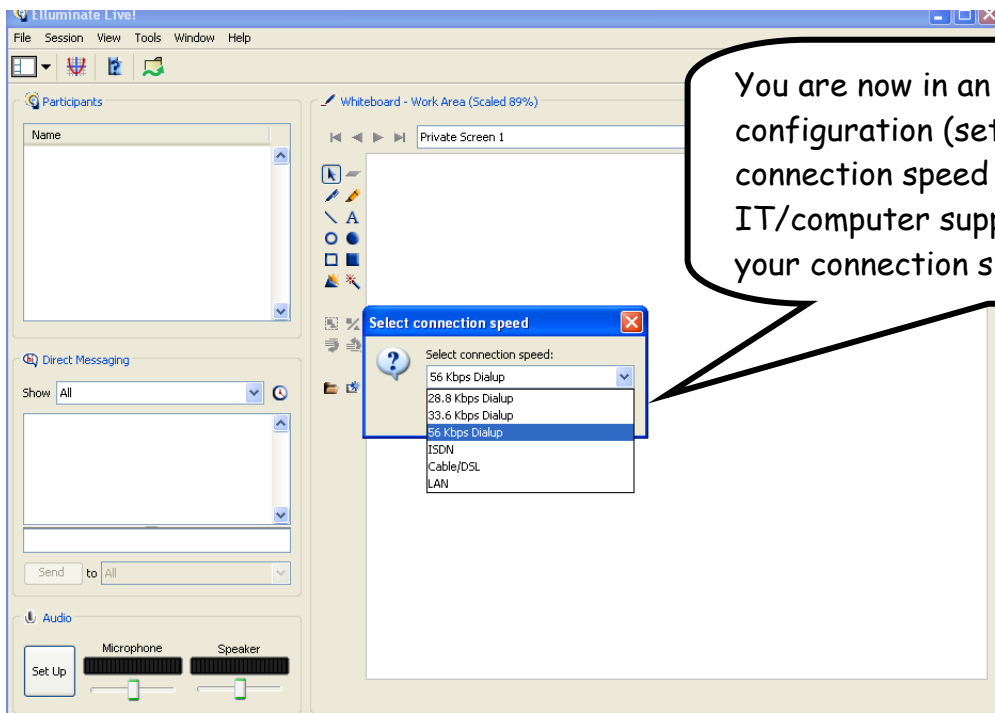 Elluminate Live!
File Session View Tools Window Help
Participants
Name
Direct Messaging
Show All
Send to All
Audio
Microphone Speaker
Set Up
Whiteboard - Work Area (Scaled 89%)
Private Screen 1
A
Select connection speed
Select connection speed:
56 Kbps Dialup
28.8 Kbps Dialup
33.6 Kbps Dialup
56 Kbps Dialup
ISDN
Cable/DSL
LAN
You are now in an
configuration (set
connection speed
IT/computer supp
your connection s